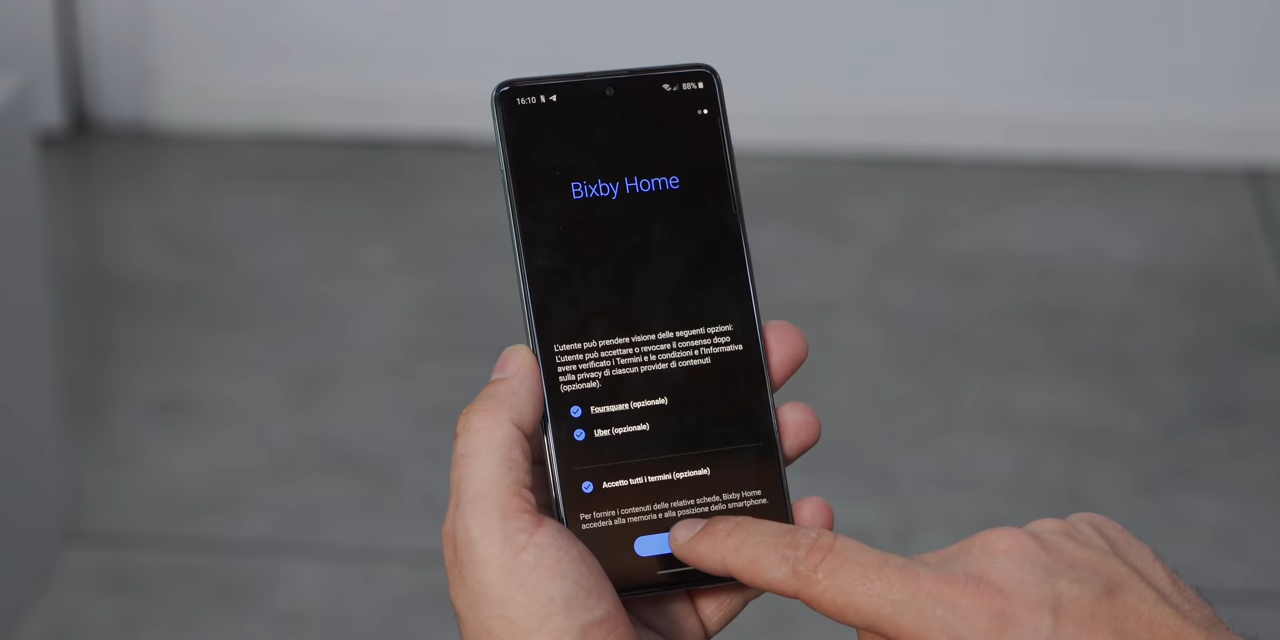 16:10
88%
Bixby Home
L'utente può prendere visione delle seguenti opzioni:
L'utente può accettare o revocare il consenso dopo
avere verificato i Termini e le condizioni e l'Informativa
sulla privacy di ciascun provider di contenuti
(opzionale).
Foursquare (opzionale)
Uber (opzionale)
Accetto tutti i termini (opzionale)
Per fornire i contenuti delle relative schede, Bixby Home
accederà alla memoria e alla posizione dello smartphone.